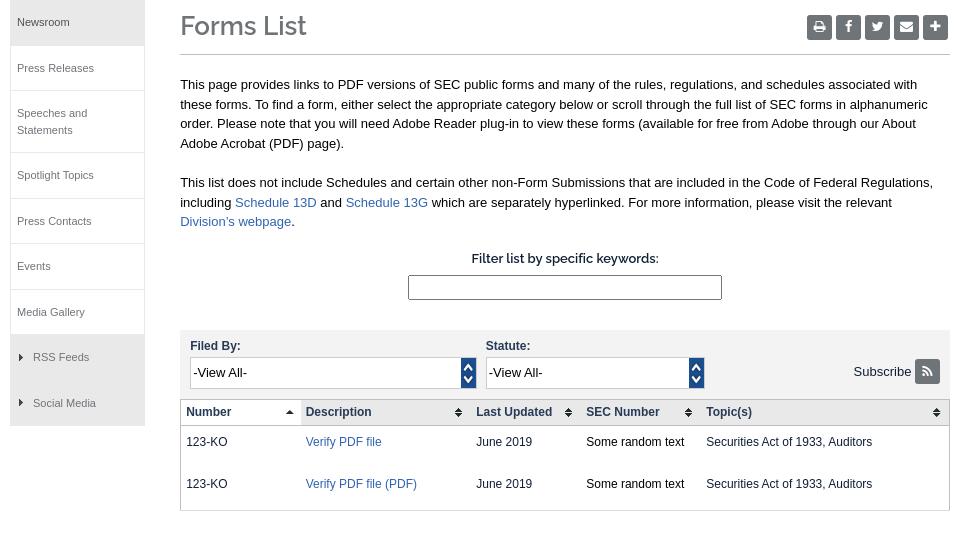 Newsroom
Press Releases
Speeches and
Statements
Spotlight Topics
Press Contacts
Events
Media Gallery
RSS Feeds
Social Media
Forms List
This page provides links to PDF versions of SEC public forms and many of the rules, regulations, and schedules associated with
these forms. To find a form, either select the appropriate category below or scroll through the full list of SEC forms in alphanumeric
order. Please note that you will need Adobe Reader plug-in to view these forms (available for free from Adobe through our About
Adobe Acrobat (PDF) page).
This list does not include Schedules and certain other non-Form Submissions that are included in the Code of Federal Regulations,
including Schedule 13D and Schedule 13G which are separately hyperlinked. For more information, please visit the relevant
Division's webpage.
Filter list by specific keywords:
Filed By: Statute:
-View All- -View All- Subscribe
Number Description Last Updated SEC Number Topic(s)
123-KO Verify PDF file June 2019 Some random text Securities Act of 1933, Auditors
123-KO Verify PDF file (PDF) June 2019 Some random text Securities Act of 1933, Auditors